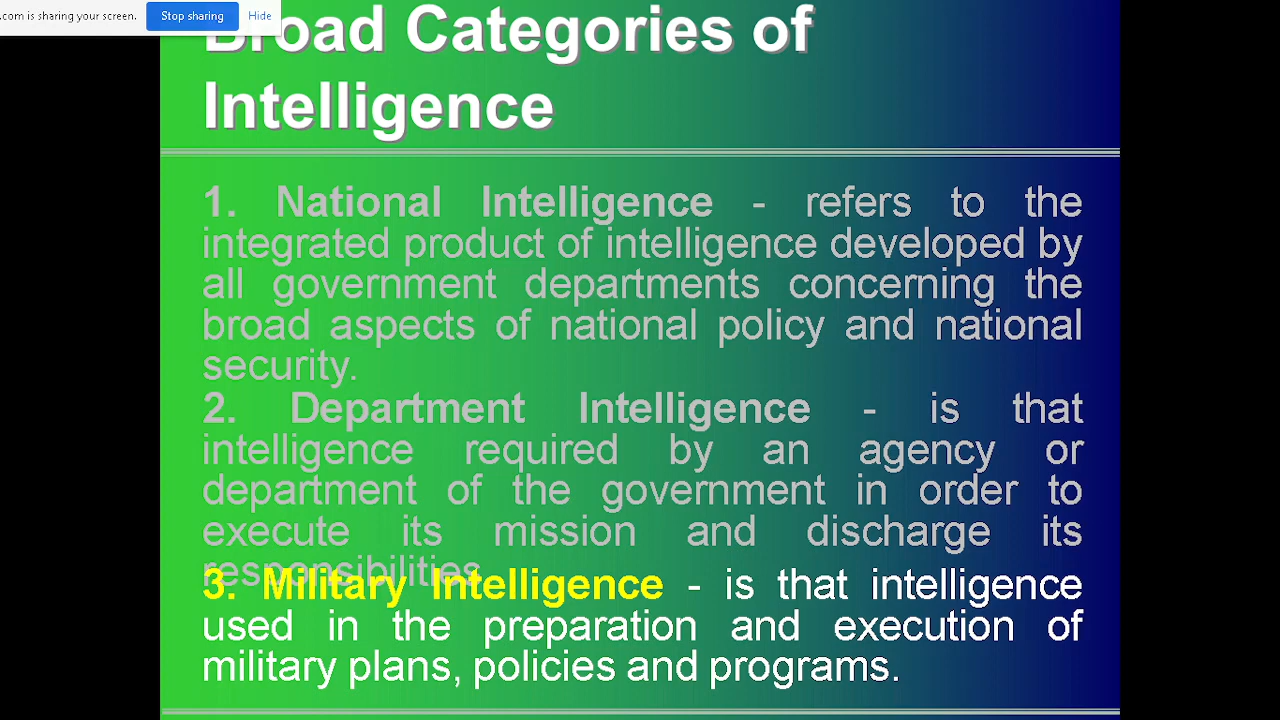 .com is sharing your screen. Stop sharing Hide
Broad Categories of
Intelligence
1. National Intelligence - refers to the
integrated product of intelligence developed by
all government departments concerning the
broad aspects of national policy and national
security.
2. Department Intelligence - is that
intelligence required by an agency or
department of the government in order to
execute its mission and discharge its
responsibilities
3. Military Intelligence - is that intelligence
used in the preparation and execution of
military plans, policies and programs.